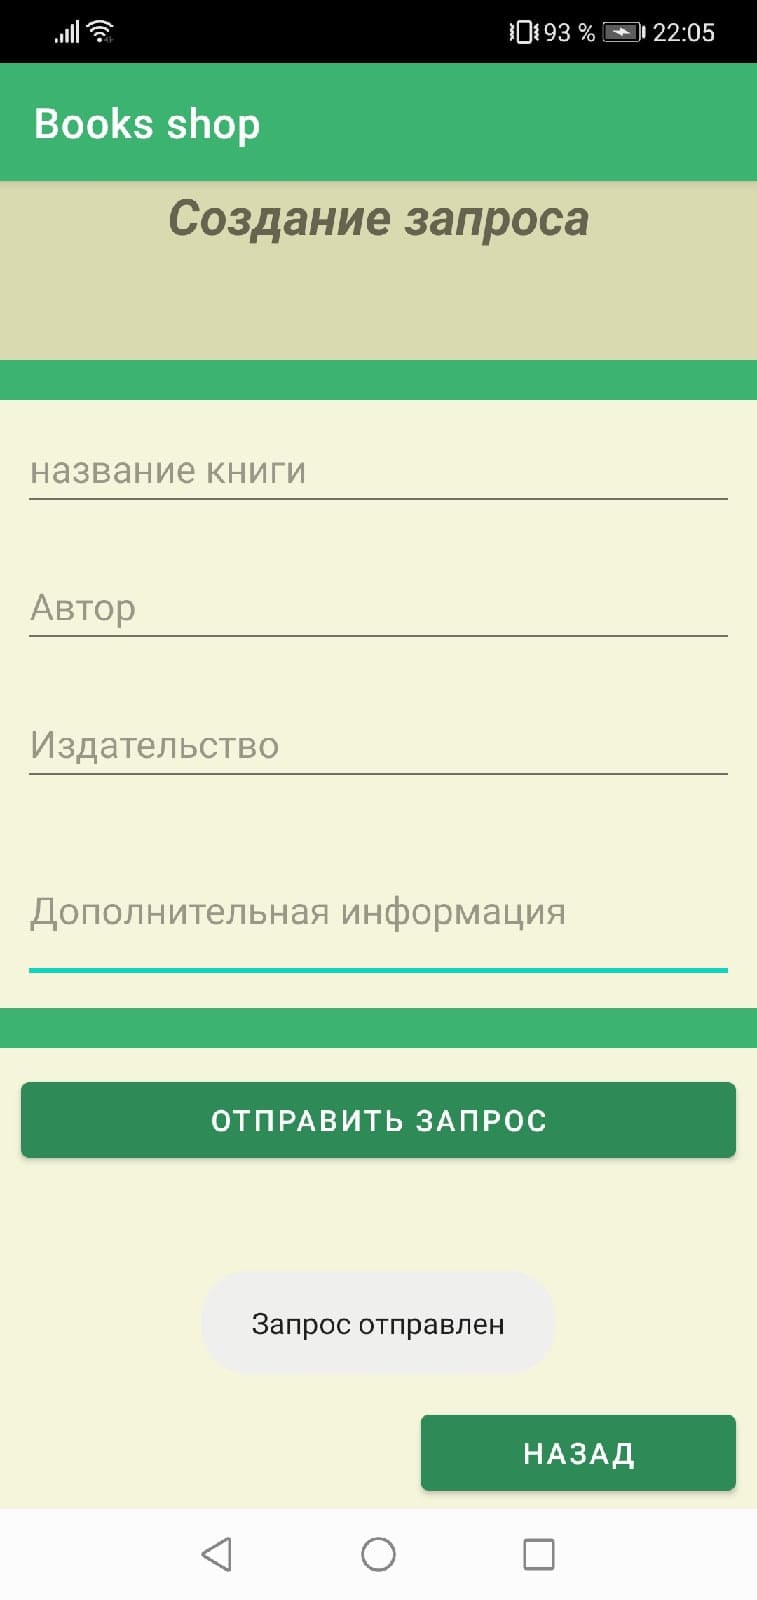 93 % 22:05
Books shop
Создание запроса
название книги
Автор
Издательство
Дополнительная информация
ОТПРАВИТЬ ЗАПРОС
Запрос отправлен
НАЗАД